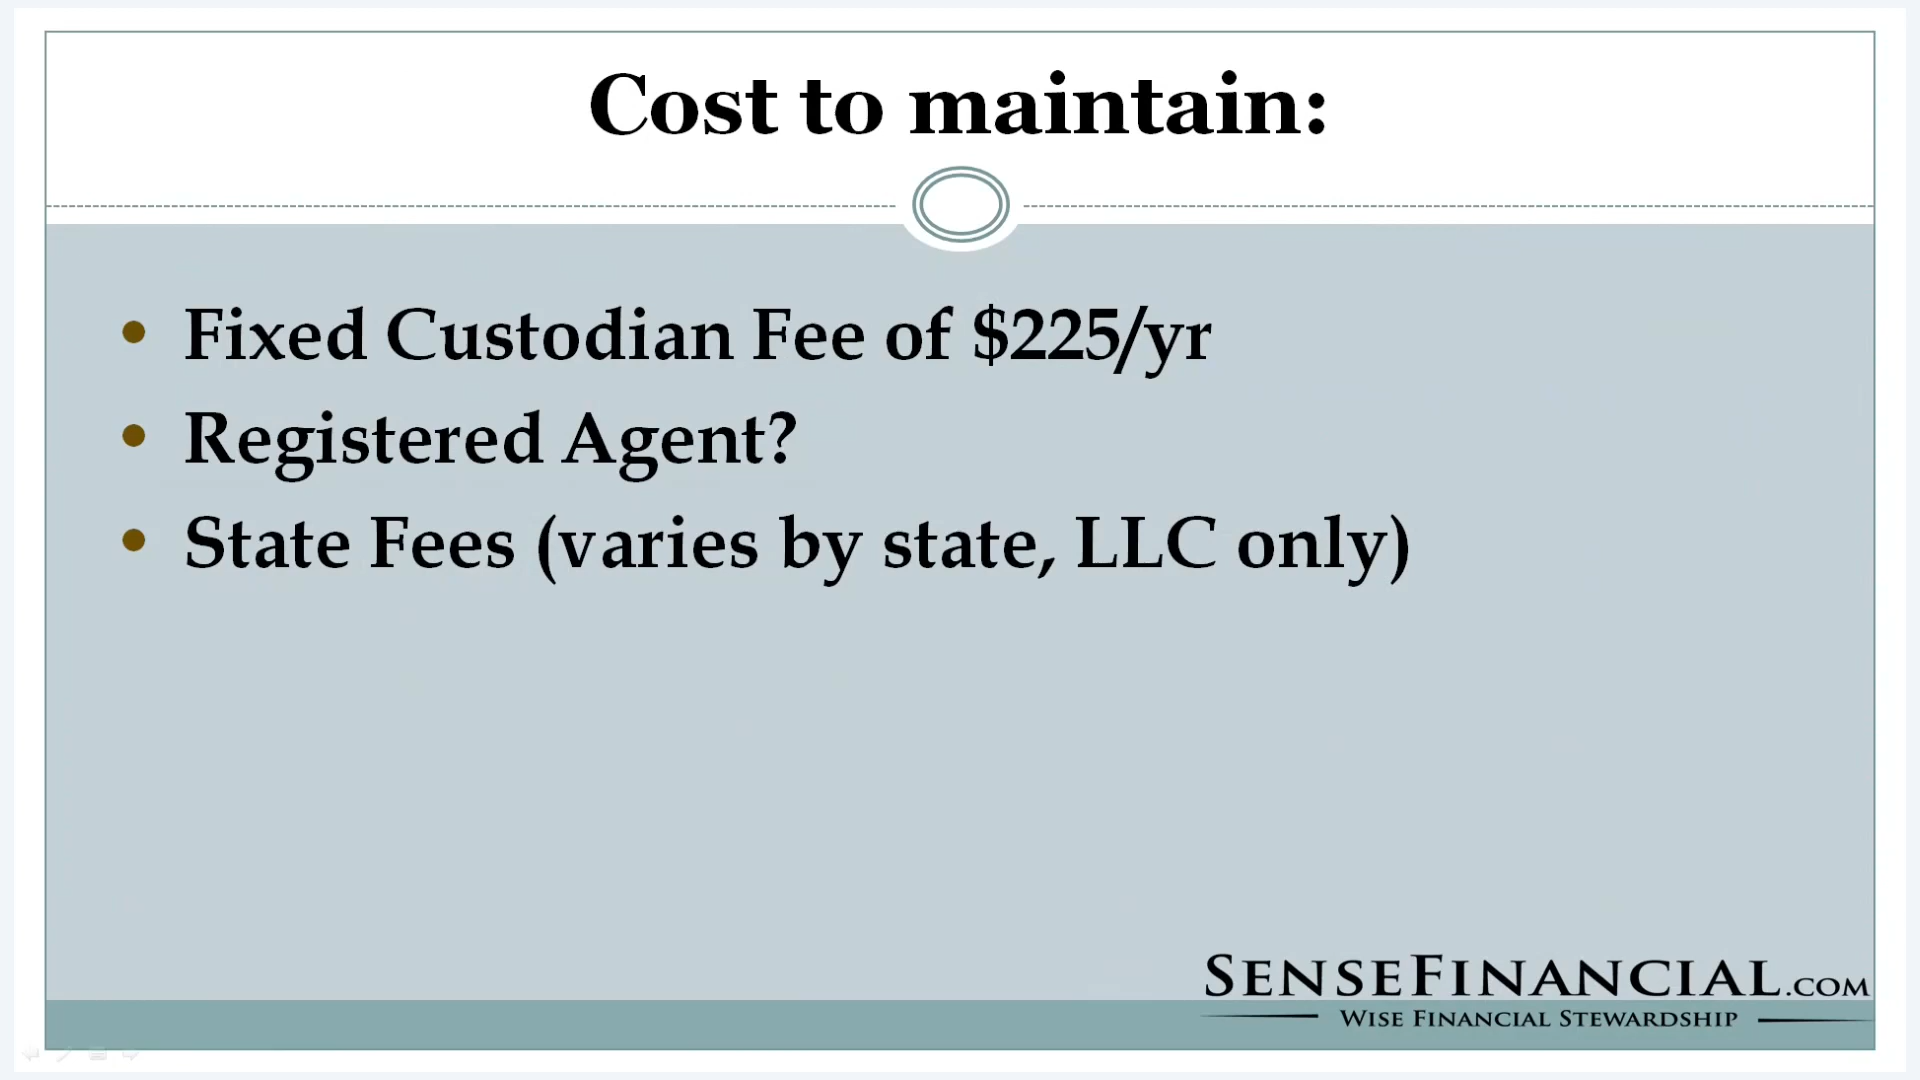 Cost to maintain:
• Fixed Custodian Fee of $225/yr
• Registered Agent?
• State Fees (varies by state, LLC only)
SENSEFINANCIAL.COM
WISE FINANCIAL STEWARDSHIP